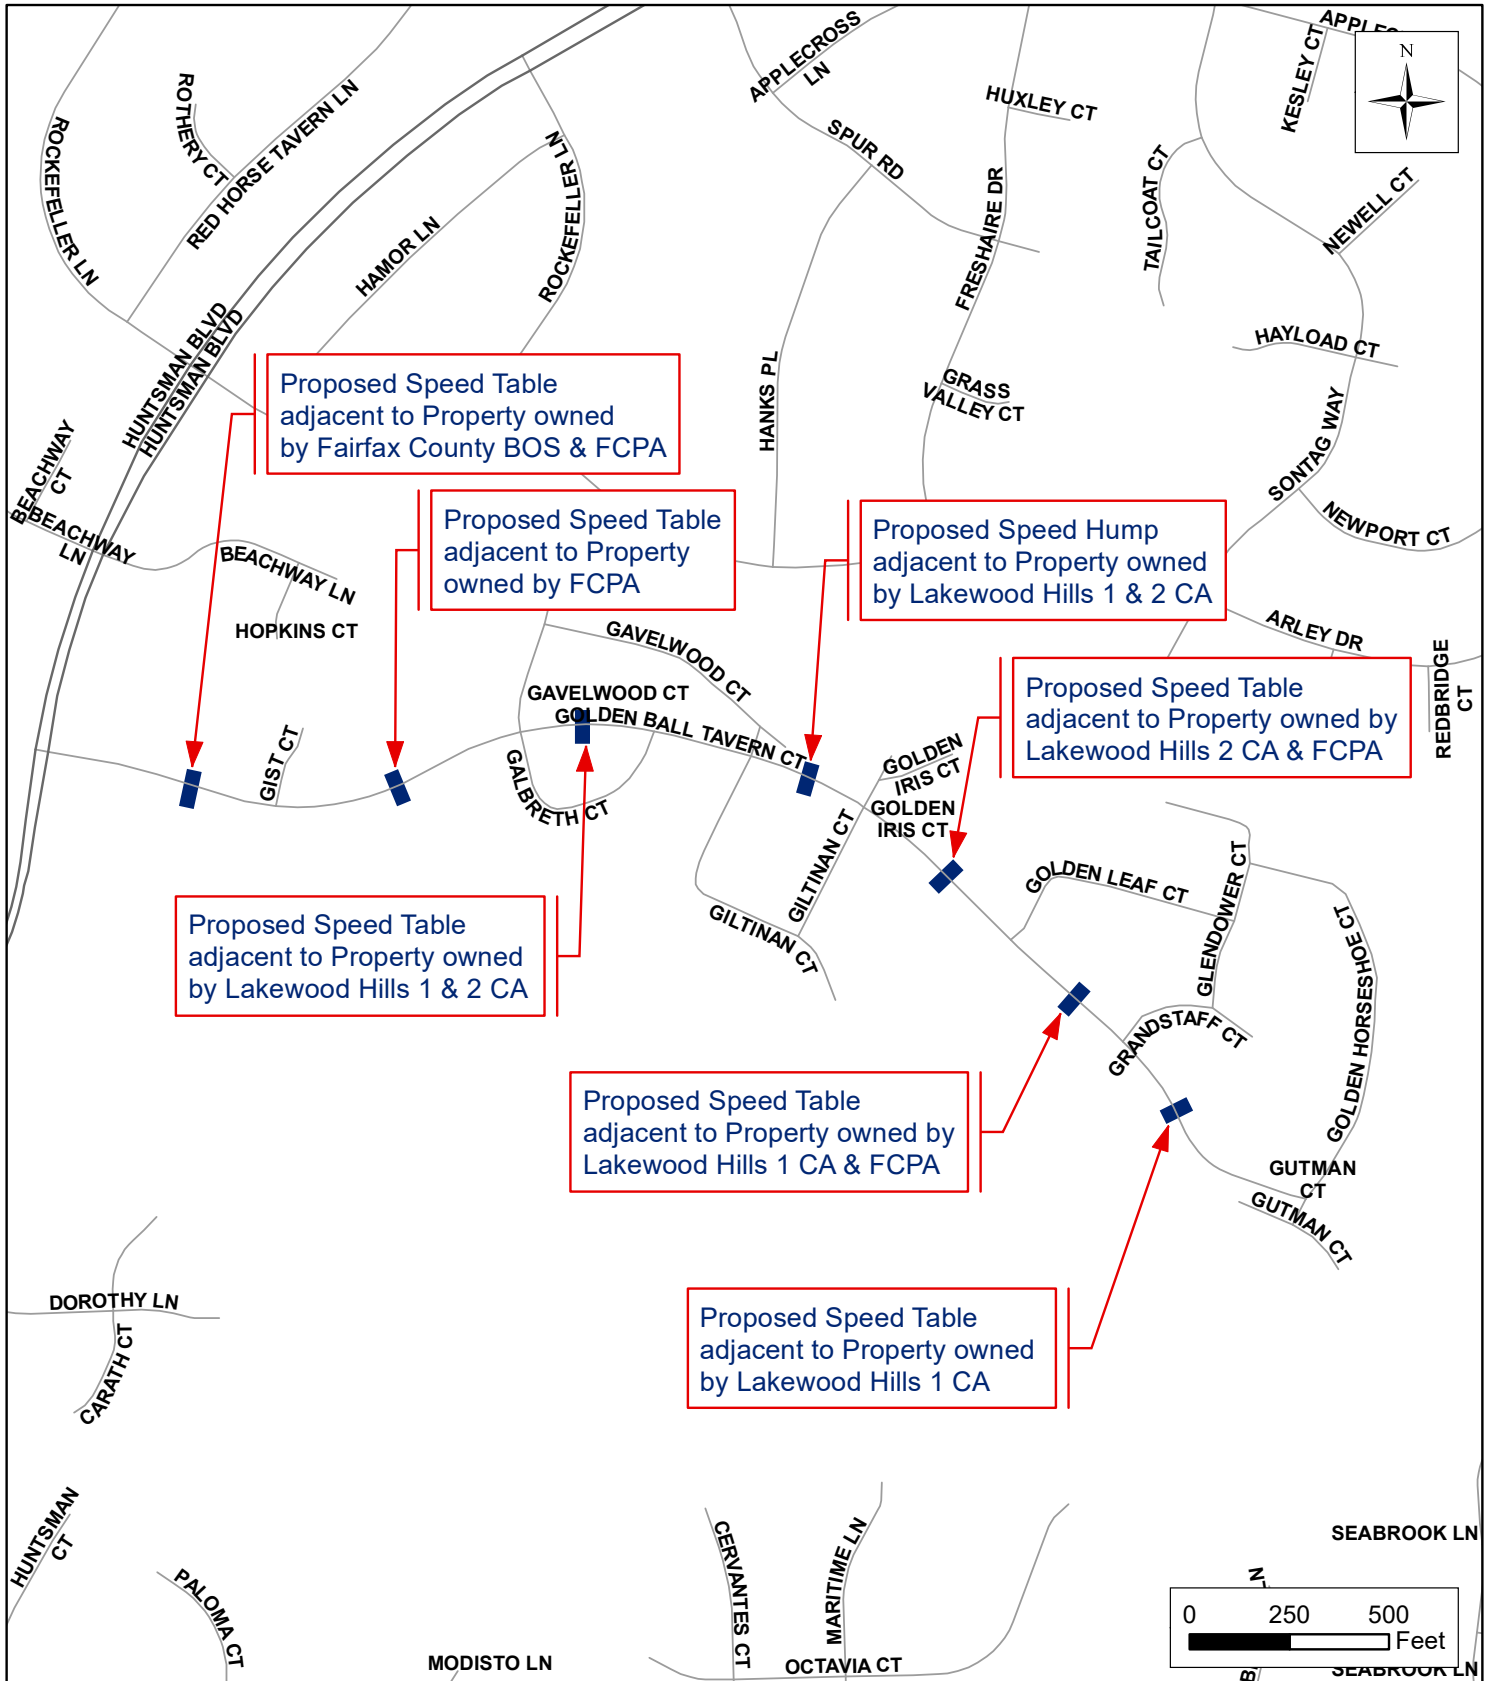 APPLECROSS
LN
KESLEY CT
N
ROTHERY CT
RED HORSE TAVERN LN
ROCKEFELLER LN
HUXLEY CT
SPUR RD
ROCKEFELLER LN
TAILCOAT CT
NEWELL CT
HAMOR LN
FRESHAIRE DR
HUNTSMAN BLVD
HUNTSMAN BLVD
HAYLOAD CT
Proposed Speed Table
adjacent to Property owned
by Fairfax County BOS & FCPA
HANKS PL
GRASS
VALLEY CT
SONTAG WAY
BEACHWAY
CT
BEACHWAY
LN
BEACHWAY LN
HOPKINS CT
Proposed Speed Table
adjacent to Property
owned by FCPA
Proposed Speed Hump
adjacent to Property owned
by Lakewood Hills 1 & 2 CA
NEWPORT CT
ARLEY DR
REDBRIDGE
CT
GAVELWOOD CT
GAVELWOOD CT
GOLDEN BALL TAVERN CT
Proposed Speed Table
adjacent to Property owned by
Lakewood Hills 2 CA & FCPA
GIST CT
GALBRETH CT
GOLDEN
IRIS CT
GOLDEN
IRIS CT
GILTINAN CT
GILTINAN CT
GOLDEN LEAF CT
GLENDOWER CT
GOLDEN HORSESHOE CT
Proposed Speed Table
adjacent to Property owned
by Lakewood Hills 1 & 2 CA
GRANDSTAFF CT
Proposed Speed Table
adjacent to Property owned by
Lakewood Hills 1 CA & FCPA
GUTMAN
CT
GUTMAN CT
DOROTHY LN
CARATH CT
Proposed Speed Table
adjacent to Property owned
by Lakewood Hills 1 CA
HUNTSMAN
CT
PALOMA CT
MODISTO LN
CERVANTES CT
MARITIME LN
OCTAVIA CT
SEABROOK LN
0 250 500
Feet
SEABROOK LN